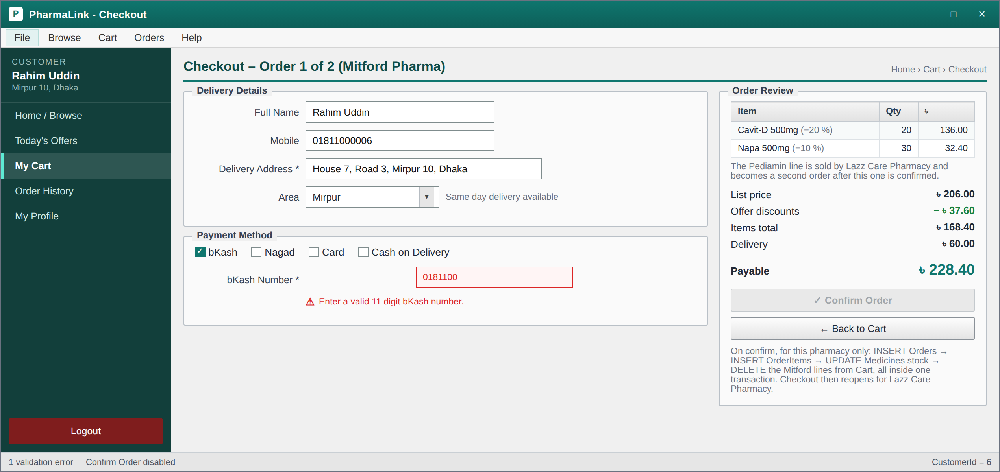 P PharmaLink - Checkout
File Browse Cart Orders Help
CUSTOMER
Rahim Uddin
Mirpur 10, Dhaka
Home / Browse
Today's Offers
My Cart
Order History
My Profile
Logout
Checkout – Order 1 of 2 (Mitford Pharma)
Home › Cart › Checkout
Delivery Details
Full Name Rahim Uddin
Mobile 01811000006
Delivery Address * House 7, Road 3, Mirpur 10, Dhaka
Area Mirpur ▼ Same day delivery available
Payment Method
✓ bKash Nagad Card Cash on Delivery
bKash Number * 0181100
⚠ Enter a valid 11 digit bKash number.
Order Review
Item Qty ৳
Cavit-D 500mg (−20 %) 20 136.00
Napa 500mg (−10 %) 30 32.40
The Pediamin line is sold by Lazz Care Pharmacy and
becomes a second order after this one is confirmed.
List price ৳ 206.00
Offer discounts − ৳ 37.60
Items total ৳ 168.40
Delivery ৳ 60.00
Payable ৳ 228.40
✓ Confirm Order
← Back to Cart
On confirm, for this pharmacy only: INSERT Orders →
INSERT OrderItems → UPDATE Medicines stock →
DELETE the Mitford lines from Cart, all inside one
transaction. Checkout then reopens for Lazz Care
Pharmacy.
1 validation error Confirm Order disabled CustomerId = 6